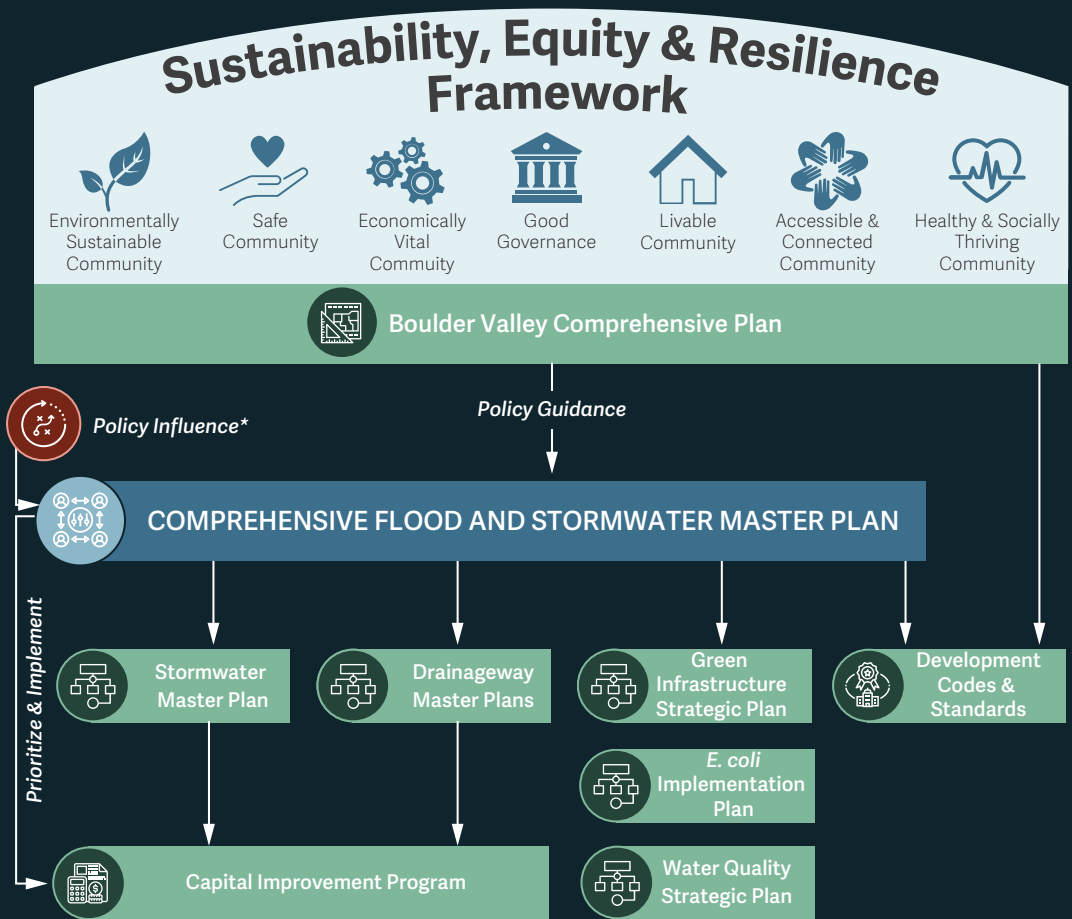 Sustainability, Equity & Resilience
Framework
Environmentally
Sustainable
Community
Safe
Community
Economically
Vital
Commuity
Good
Governance
Livable
Community
Accessible &
Connected
Community
Healthy & Socially
Thriving
Community
Boulder Valley Comprehensive Plan
Policy Influence*
Policy Guidance
COMPREHENSIVE FLOOD AND STORMWATER MASTER PLAN
Prioritize & Implement
Stormwater
Master Plan
Drainageway
Master Plans
Green
Infrastructure
Strategic Plan
Development
Codes &
Standards
E. coli
Implementation
Plan
Capital Improvement Program
Water Quality
Strategic Plan